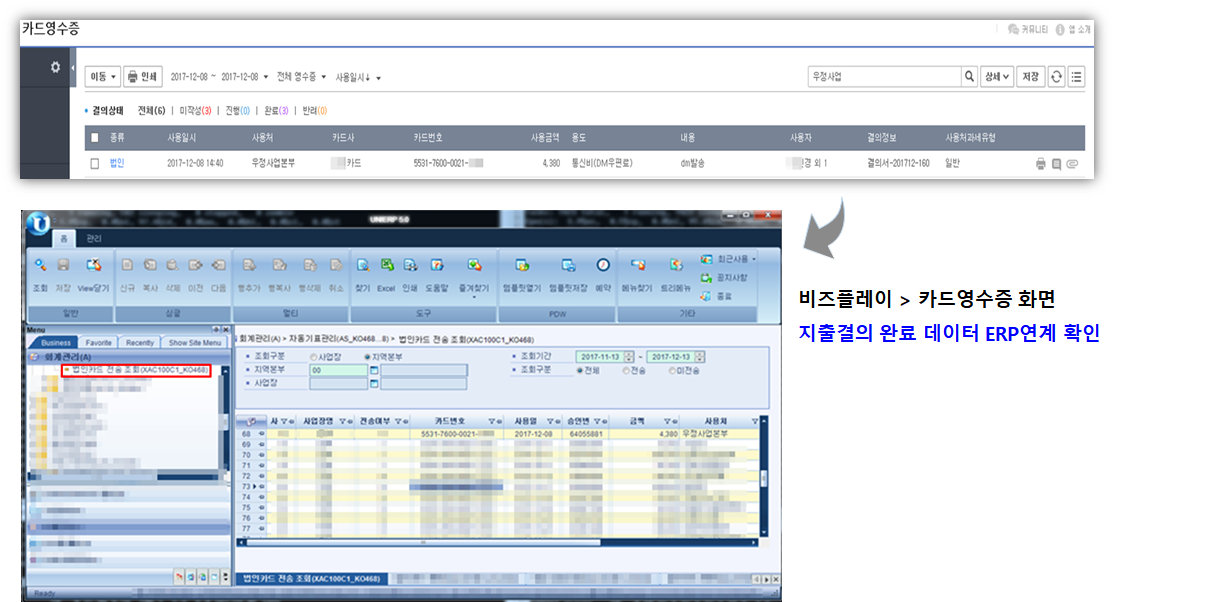 카드영수증
커뮤니티 앱 소개
이동 인쇄 2017-12-08 ~ 2017-12-08 전체 영수증 사용일시↓ 우정사업 상세 저장
결의상태 전체(6) | 미작성(3) | 진행(0) | 완료(3) | 반려(0)
종류 사용일시 사용처 카드사 카드번호 사용금액 용도 내용 사용자 결의정보 사용처과세유형
법인 2017-12-08 14:40 우정사업본부 카드 5531-7600-0021- 4,380 통신비(DM우편료) dm발송 경 외 1 결의서-201712-160 일반
UNIERP 5.0
홈 관리
조회 저장 View닫기 신규 복사 삭제 이전 다음 행추가 행복사 행삭제 취소 찾기 Excel 인쇄 도움말 즐겨찾기 템플릿열기 템플릿저장 예약 메뉴찾기 트리메뉴 최근사용
공지사항
종료
일반 싱글 멀티 도구 PDW 기타
Menu
Business Favorite Recently Show Site Menu
회계관리(A)
법인카드 전송 조회(XAC100C1_KO468)
회계관리(A) > 자동기표관리(AS_KO468...8) > 법인카드 전송 조회(XAC100C1_KO468)
조회구분 사업장 지역본부 조회기간 2017-11-13 ~ 2017-12-13
지역본부 00 조회구분 전체 전송 미전송
사업장
사 사업장명 전송여부 카드번호 사용일 승인번 금액 사용처
68 5531-7600-0021- 2017-12-08 64055881 4,380 우정사업본부
69
70
71
72
73
74
75
76
77
법인카드 전송 조회(XAC100C1_KO468)
Ready
비즈플레이 > 카드영수증 화면
지출결의 완료 데이터 ERP연계 확인